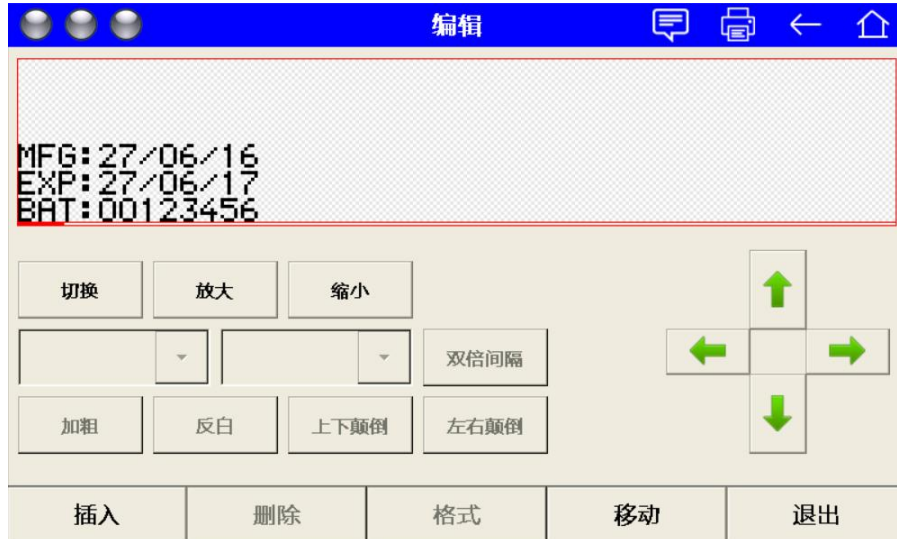 编辑
MFG:27/06/16
EXP:27/06/17
BAT:00123456
切换 放大 缩小
双倍间隔
加粗 反白 上下颠倒 左右颠倒
插入 删除 格式 移动 退出